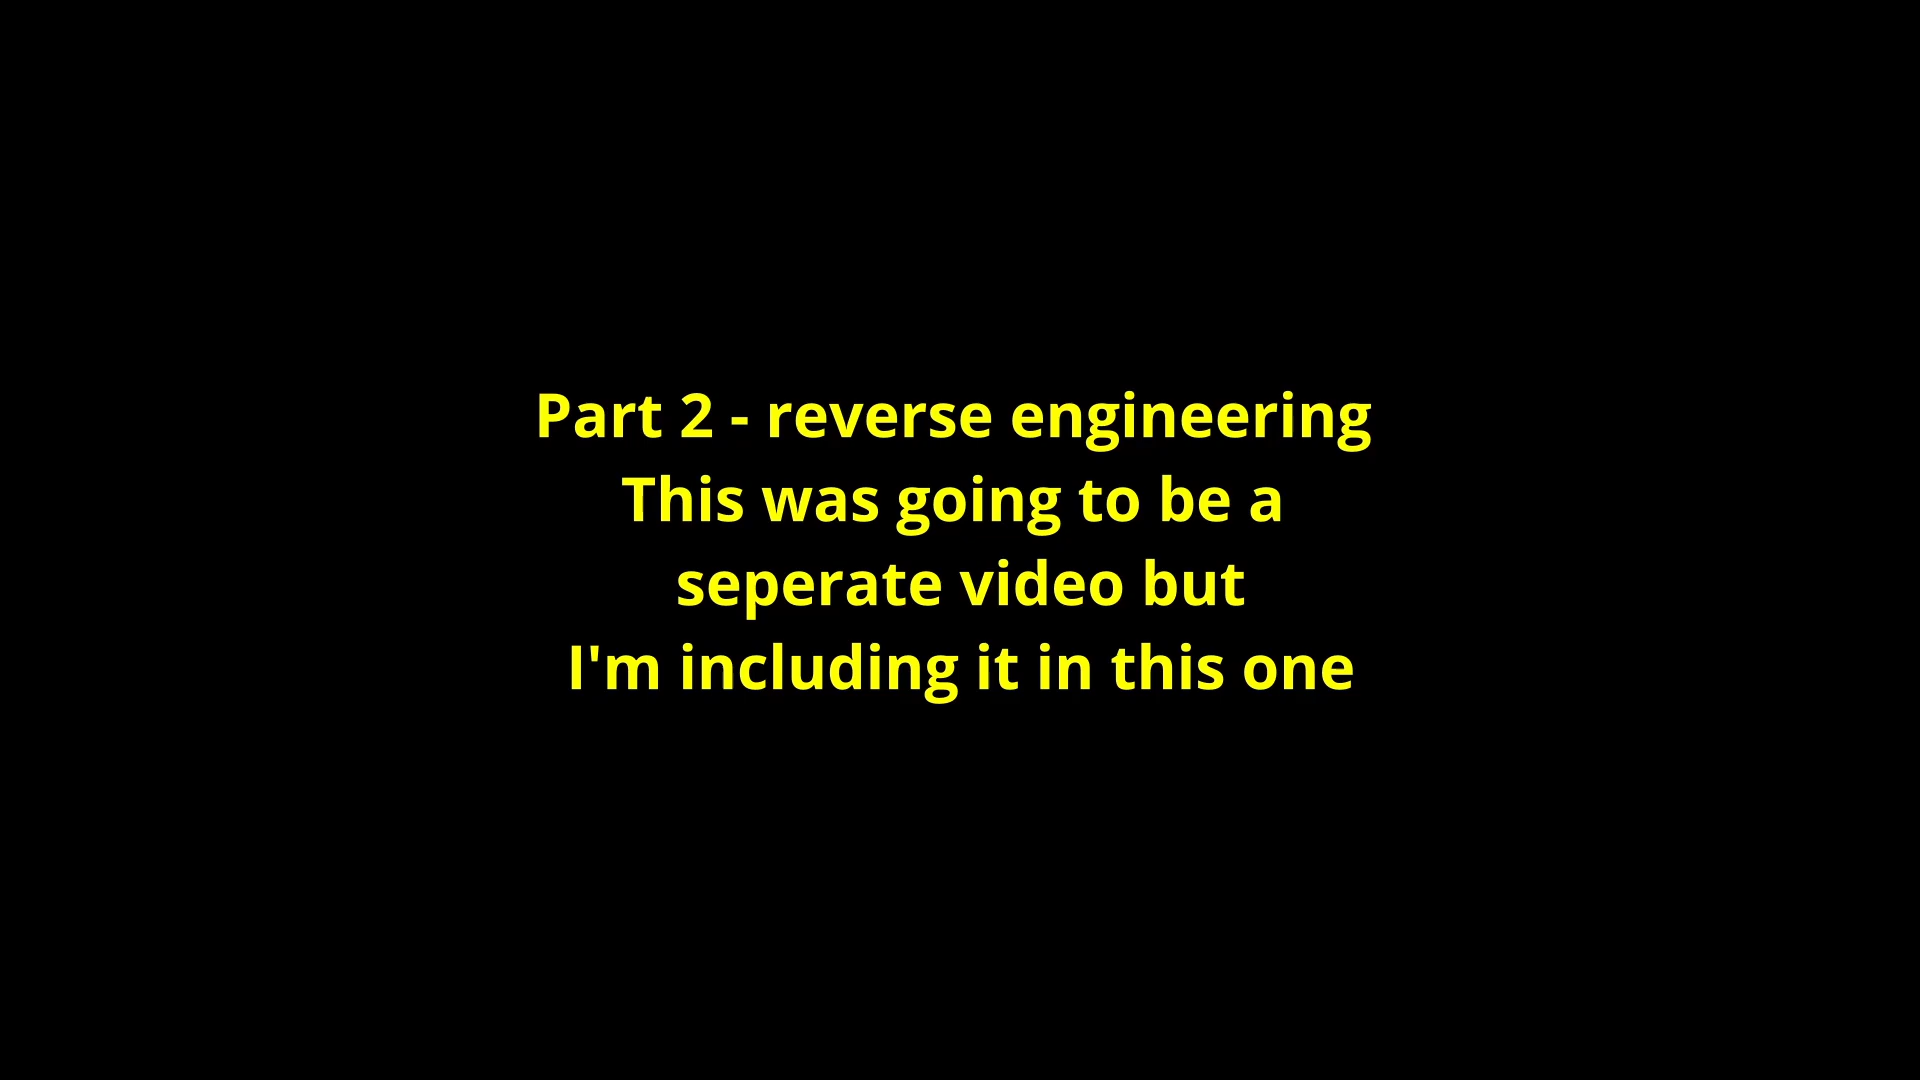 Part 2 - reverse engineering
This was going to be a
seperate video but
I'm including it in this one